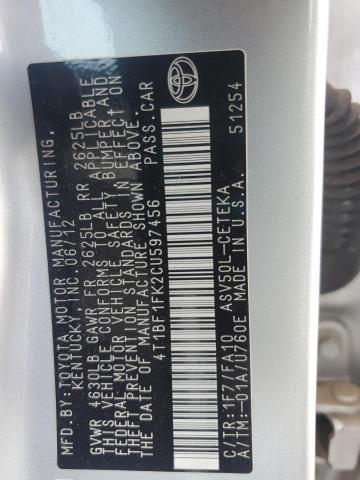 MFD. BY: TOYOTA MOTOR MANUFACTURING,
KENTUCKY, INC. 06/12
GVWR 4630LB GAWR FR 2625LB RR 2625LB
THIS VEHICLE CONFORMS TO ALL APPLICABLE
FEDERAL MOTOR VEHICLE SAFETY, BUMPER, AND
THEFT PREVENTION STANDARDS IN EFFECT ON
THE DATE OF MANUFACTURE SHOWN ABOVE.
4T1BF1FK2CU597456 PASS. CAR
C/TR: 1F7/FA10 ASV50L-CETEKA
A/TM: -01A/U760E MADE IN U.S.A.
51254
TOYOTA